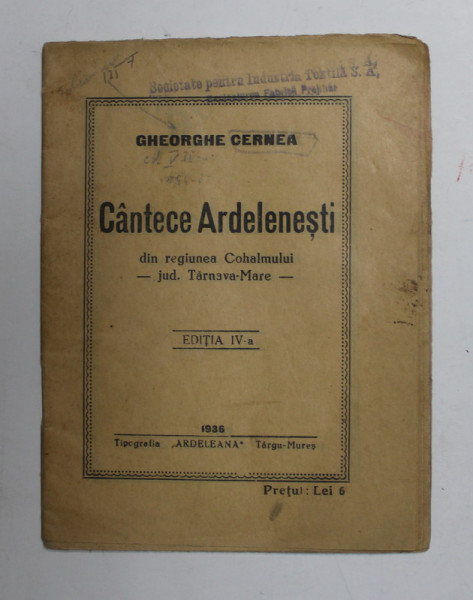 Societate pentru Industria Textilă S. A.
GHEORGHE CERNEA
Cântece Ardelenești
din regiunea Cohalmului
— jud. Târnava-Mare —
EDIȚIA IV-a
1936
Tipografia „ARDELEANA“ Târgu-Mureș
Prețul: Lei 6